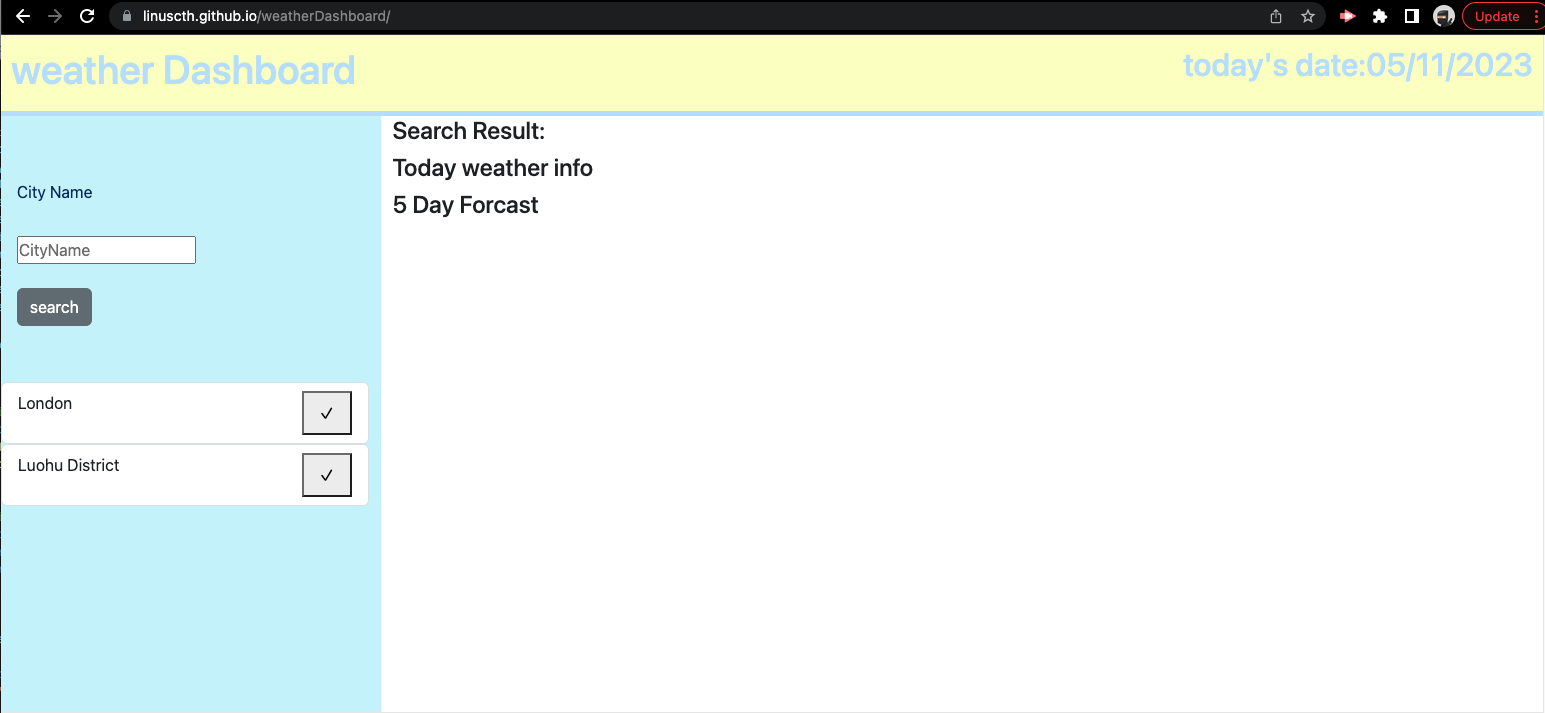 linuscth.github.io/weatherDashboard/
Update
weather Dashboard
today's date:05/11/2023
City Name
CityName
search
London
✓
Luohu District
✓
Search Result:
Today weather info
5 Day Forcast